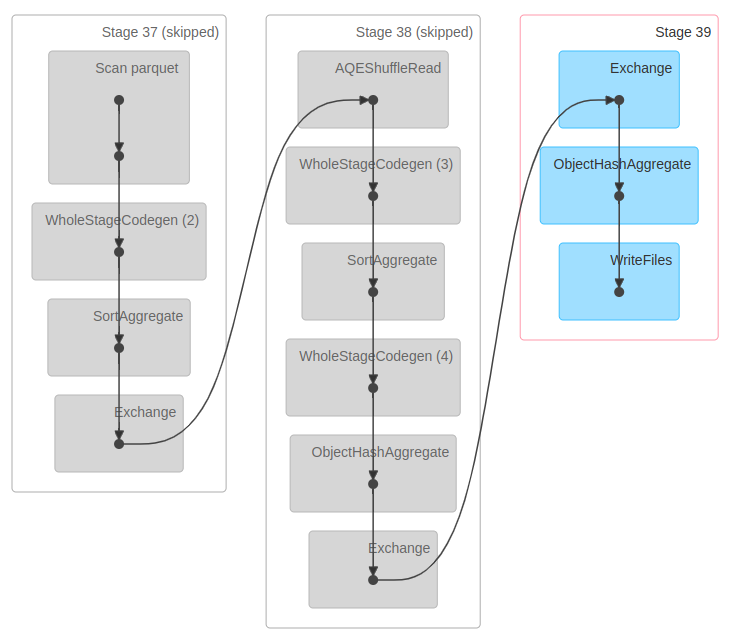 Stage 37 (skipped)
Scan parquet
WholeStageCodegen (2)
SortAggregate
Exchange
Stage 38 (skipped)
AQEShuffleRead
WholeStageCodegen (3)
SortAggregate
WholeStageCodegen (4)
ObjectHashAggregate
Exchange
Stage 39
Exchange
ObjectHashAggregate
WriteFiles